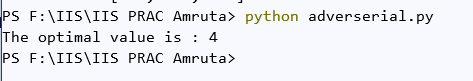 PS F:\IIS\IIS PRAC Amruta> python adverserial.py
The optimal value is : 4
PS F:\IIS\IIS PRAC Amruta>